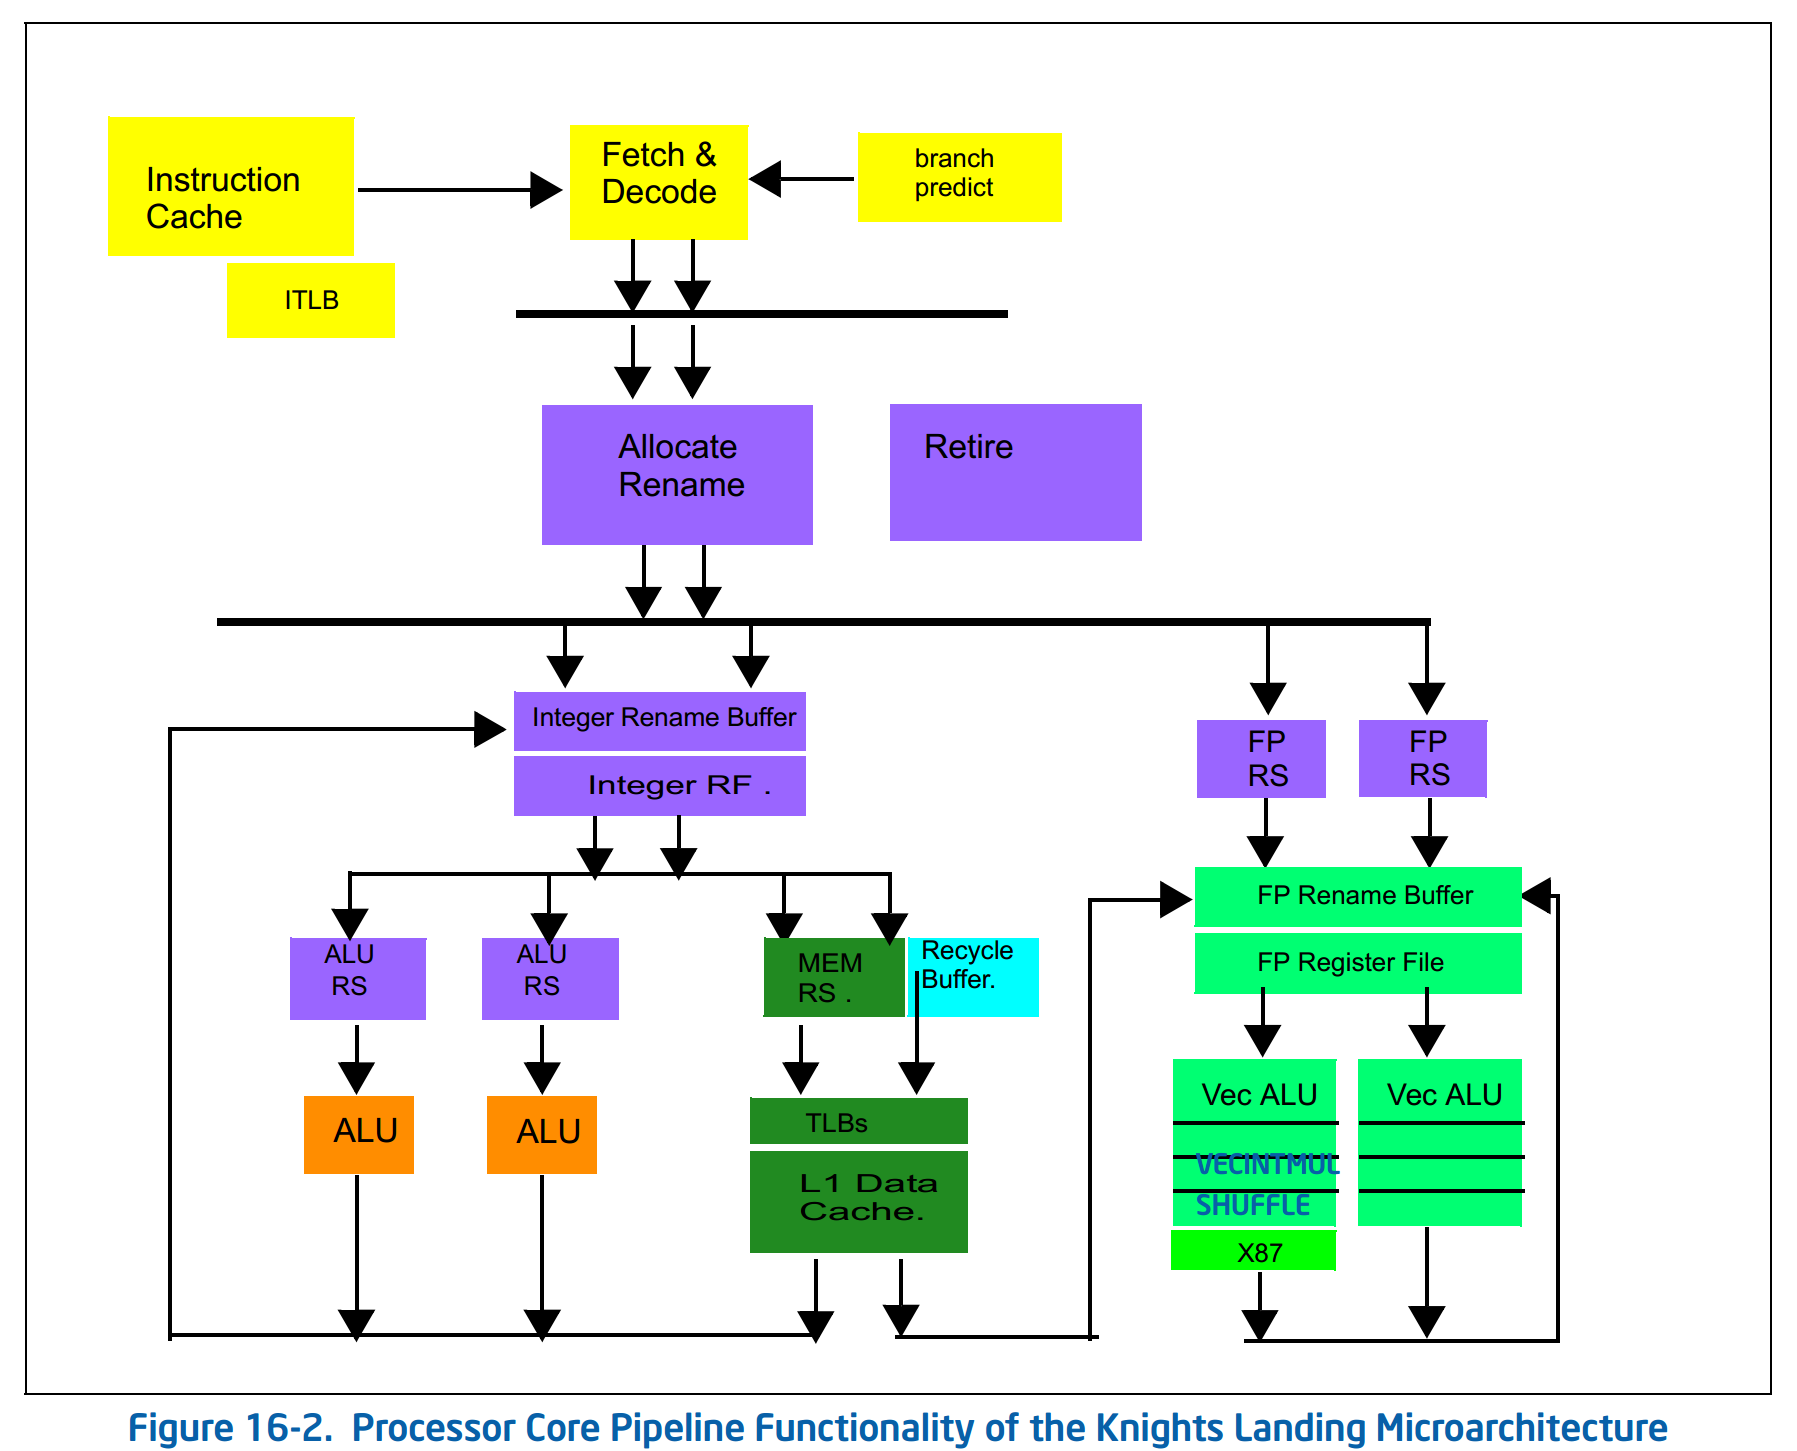 Instruction
Cache
Fetch &
Decode
branch
predict
ITLB
Allocate
Rename
Retire
Integer Rename Buffer
Integer RF .
FP
RS
FP
RS
FP Rename Buffer
FP Register File
ALU
RS
ALU
RS
MEM
RS .
Recycle
Buffer.
ALU
ALU
TLBs
L1 Data
Cache.
Vec ALU
VECINTMUL
SHUFFLE
X87
Vec ALU
Figure 16-2. Processor Core Pipeline Functionality of the Knights Landing Microarchitecture